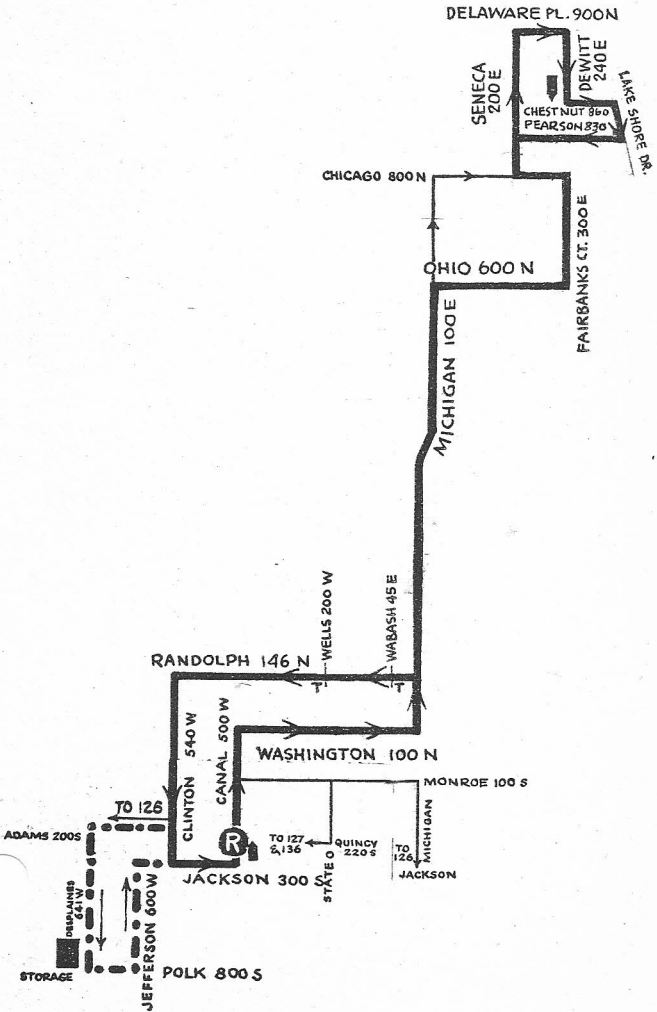 DELAWARE PL. 900N
SENECA
200 E
DEWITT
240 E
LAKE SHORE DR.
CHESTNUT 860
PEARSON 830
CHICAGO 800 N
OHIO 600 N
FAIRBANKS CT. 300 E
MICHIGAN 100 E
WELLS 200 W
WABASH 45 E
RANDOLPH 146 N
T
T
CLINTON 540 W
CANAL 500 W
WASHINGTON 100 N
MONROE 100 S
TO 126
ADAMS 200S
R
TO 127
& 136
QUINCY
220 S
STATE O
TO
126
MICHIGAN
JACKSON
JACKSON 300 S
DESPLAINES
641 W
JEFFERSON 600 W
STORAGE
POLK 800 S